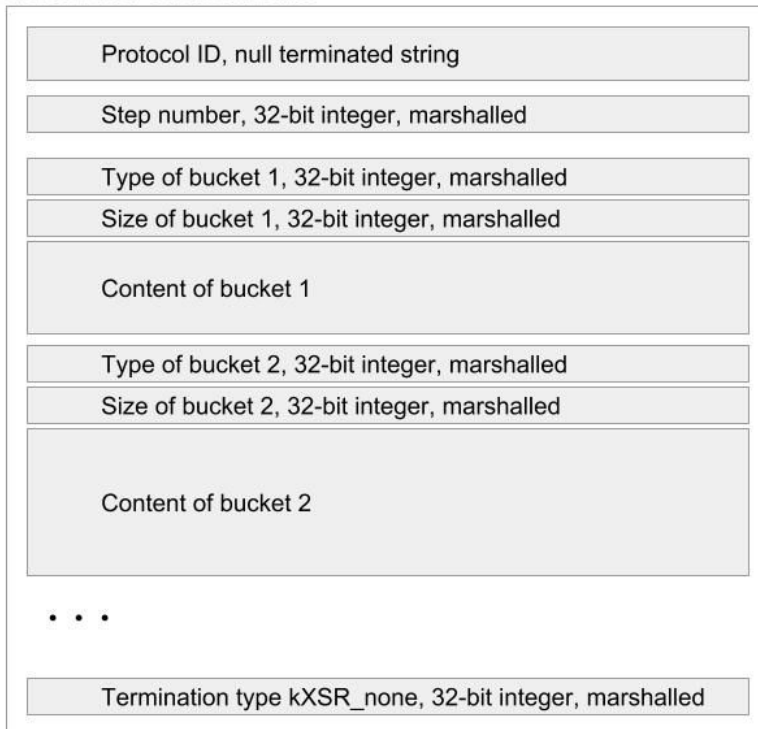 Protocol ID, null terminated string
Step number, 32-bit integer, marshalled
Type of bucket 1, 32-bit integer, marshalled
Size of bucket 1, 32-bit integer, marshalled
Content of bucket 1
Type of bucket 2, 32-bit integer, marshalled
Size of bucket 2, 32-bit integer, marshalled
Content of bucket 2
. . .
Termination type kXSR_none, 32-bit integer, marshalled